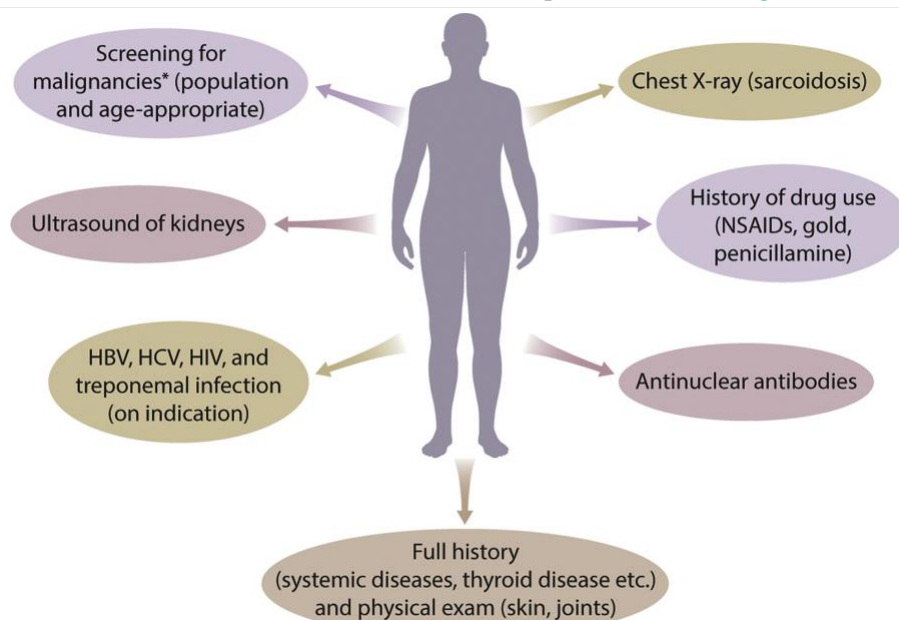 Screening for
malignancies* (population
and age-appropriate)
Chest X-ray (sarcoidosis)
Ultrasound of kidneys
History of drug use
(NSAIDs, gold,
penicillamine)
HBV, HCV, HIV, and
treponemal infection
(on indication)
Antinuclear antibodies
Full history
(systemic diseases, thyroid disease etc.)
and physical exam (skin, joints)